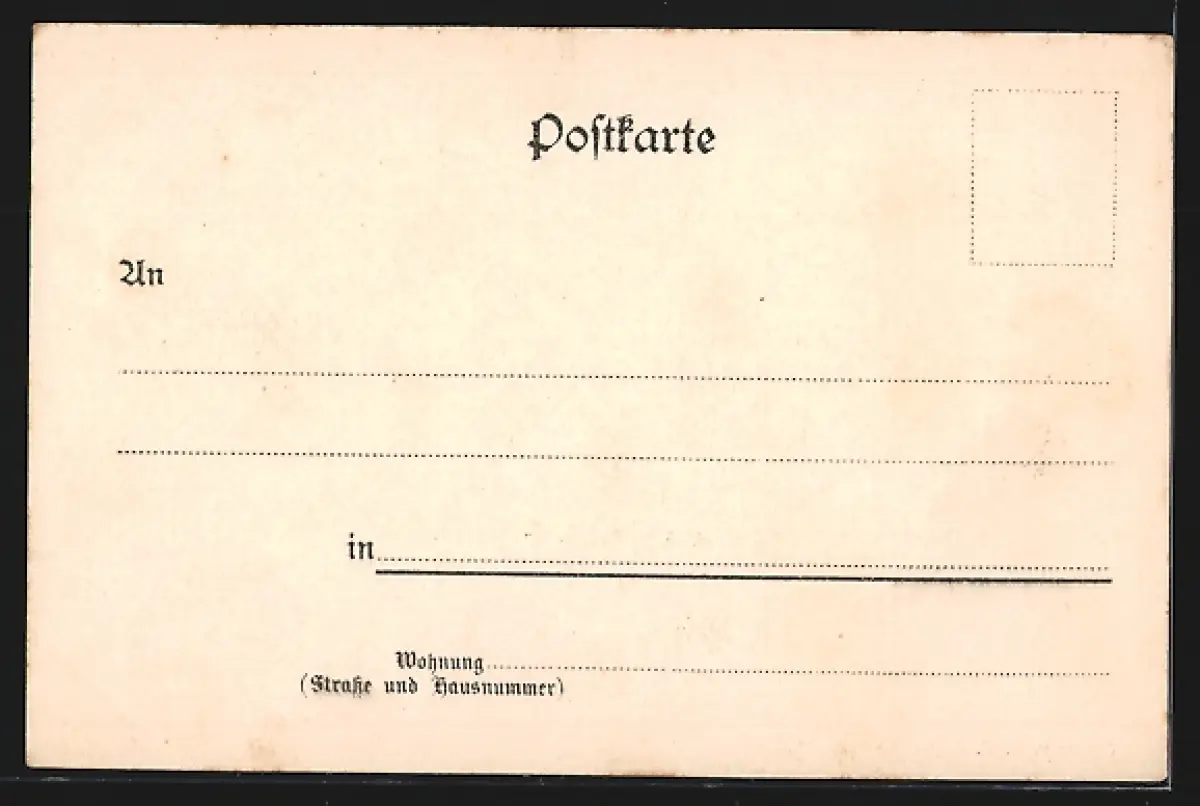 Poſtkarte
An
in
Wohnung
(Straße und Hausnummer)